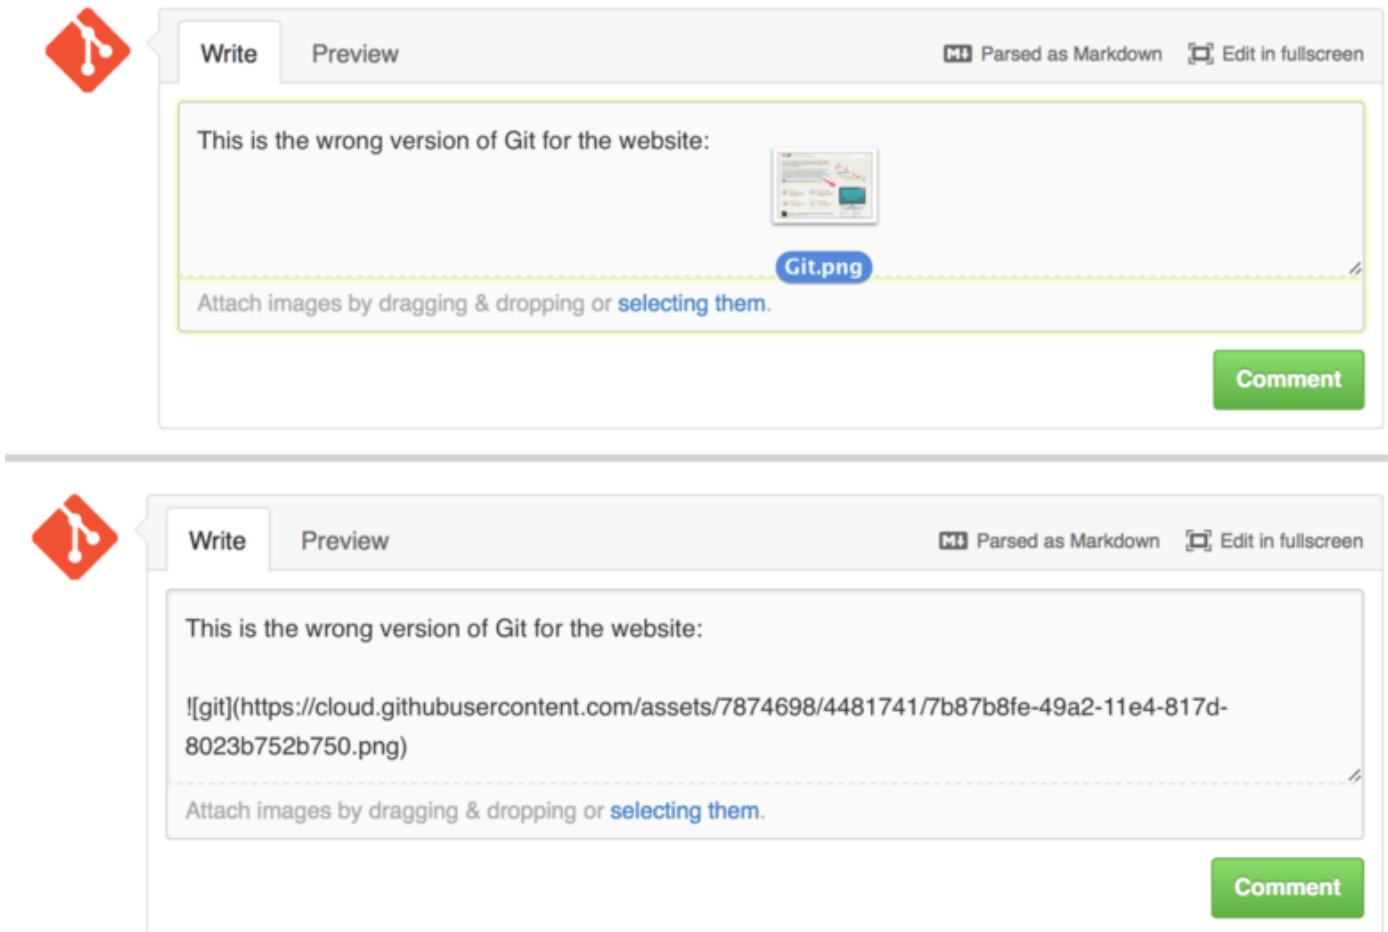 Write Preview Parsed as Markdown Edit in fullscreen
This is the wrong version of Git for the website:
Git.png
Attach images by dragging & dropping or selecting them.
Comment
Write Preview Parsed as Markdown Edit in fullscreen
This is the wrong version of Git for the website:
![git](https://cloud.githubusercontent.com/assets/7874698/4481741/7b87b8fe-49a2-11e4-817d-
8023b752b750.png)
Attach images by dragging & dropping or selecting them.
Comment